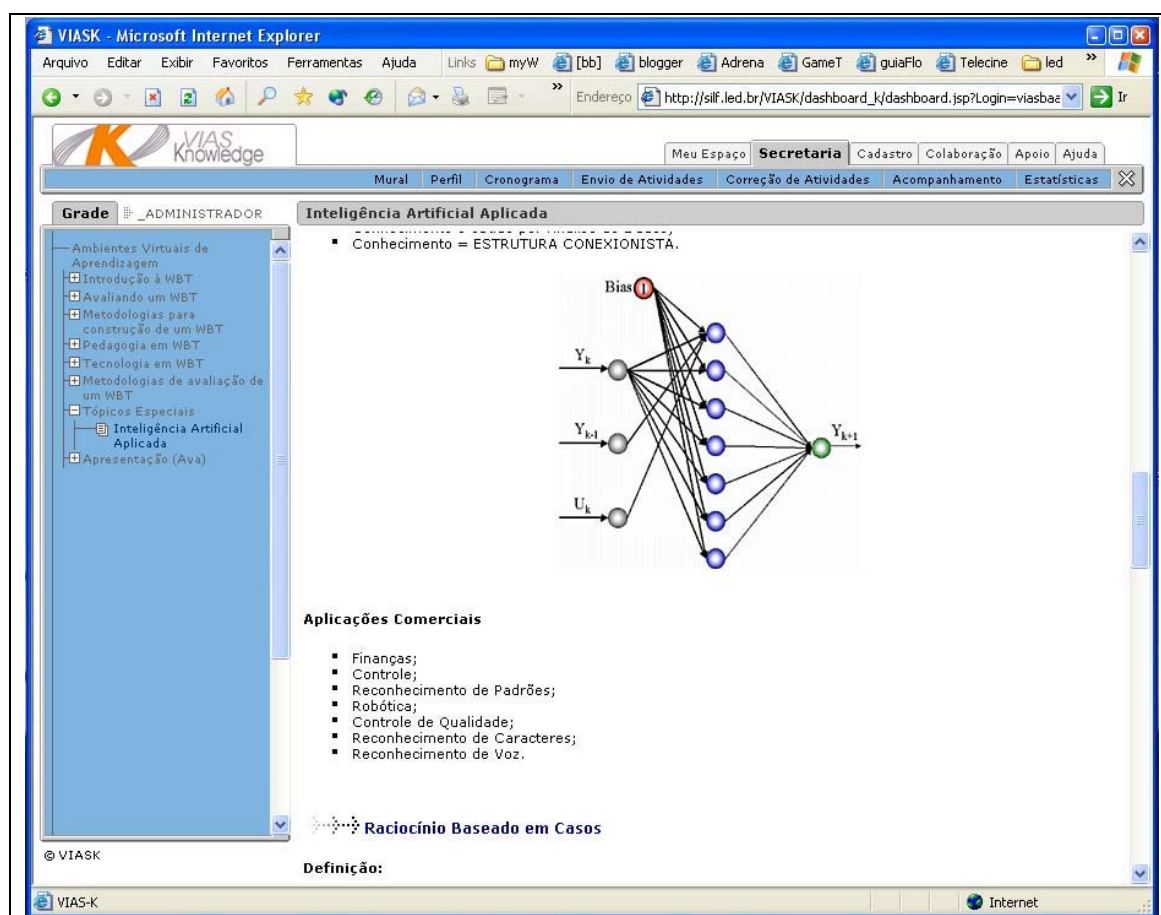 VIASK - Microsoft Internet Explorer
Arquivo Editar Exibir Favoritos Ferramentas Ajuda Links myW [bb] blogger Adrena GameT guiaFlo Telecine led »
» Endereço http://silf.led.br/VIASK/dashboard_k/dashboard.jsp?Login=viasbaa Ir
K VIAS Knowledge
Meu Espaço Secretaria Cadastro Colaboração Apoio Ajuda
Mural Perfil Cronograma Envio de Atividades Correção de Atividades Acompanhamento Estatísticas
Grade _ADMINISTRADOR
Ambientes Virtuais de
Aprendizagem
Introdução à WBT
Avaliando um WBT
Metodologias para
construção de um WBT
Pedagogia em WBT
Tecnologia em WBT
Metodologias de avaliação de
um WBT
Tópicos Especiais
Inteligência Artificial
Aplicada
Apresentação (Ava)
© VIASK
Inteligência Artificial Aplicada
▪ Conhecimento = ESTRUTURA CONEXIONISTA.
Bias 1
Yk
Yk-1
Uk
Yk+1
Aplicações Comerciais
▪ Finanças;
▪ Controle;
▪ Reconhecimento de Padrões;
▪ Robótica;
▪ Controle de Qualidade;
▪ Reconhecimento de Caracteres;
▪ Reconhecimento de Voz.
Raciocínio Baseado em Casos
Definição:
VIAS-K Internet